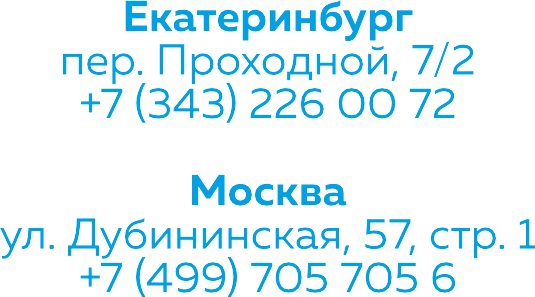 Екатеринбург
пер. Проходной, 7/2
+7 (343) 226 00 72
Москва
ул. Дубининская, 57, стр. 1
+7 (499) 705 705 6